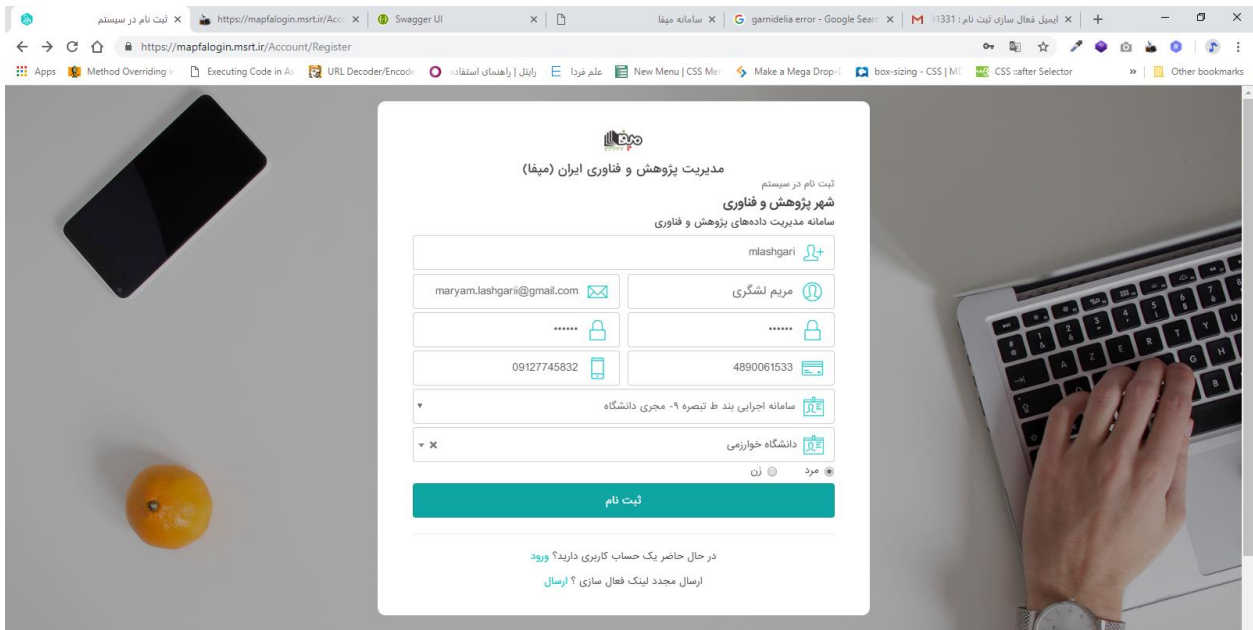 ثبت نام در سیستم
https://mapfalogin.msrt.ir/Acc
Swagger UI
سامانه میفا
gamidelia error - Google Searc
ایمیل فعال سازی ثبت نام : 1331
https://mapfalogin.msrt.ir/Account/Register
Apps
Method Overriding in
Executing Code in As
URL Decoder/Encode
رایتل | راهنمای استفاده
علم فردا
New Menu | CSS Men
Make a Mega Drop-
box-sizing - CSS | MD
CSS ::after Selector
Other bookmarks
مدیریت پژوهش و فناوری ایران (میفا)
ثبت نام در سیستم
شهر پژوهش و فناوری
سامانه مدیریت داده‌های پژوهش و فناوری
mlashgari
مریم لشگری
maryam.lashgarii@gmail.com
••••••
••••••
4890061533
09127745832
سامانه اجرایی بند ط تبصره ۹- مجری دانشگاه
دانشگاه خوارزمی
مرد زن
ثبت نام
در حال حاضر یک حساب کاربری دارید؟ ورود
ارسال مجدد لینک فعال سازی ؟ ارسال